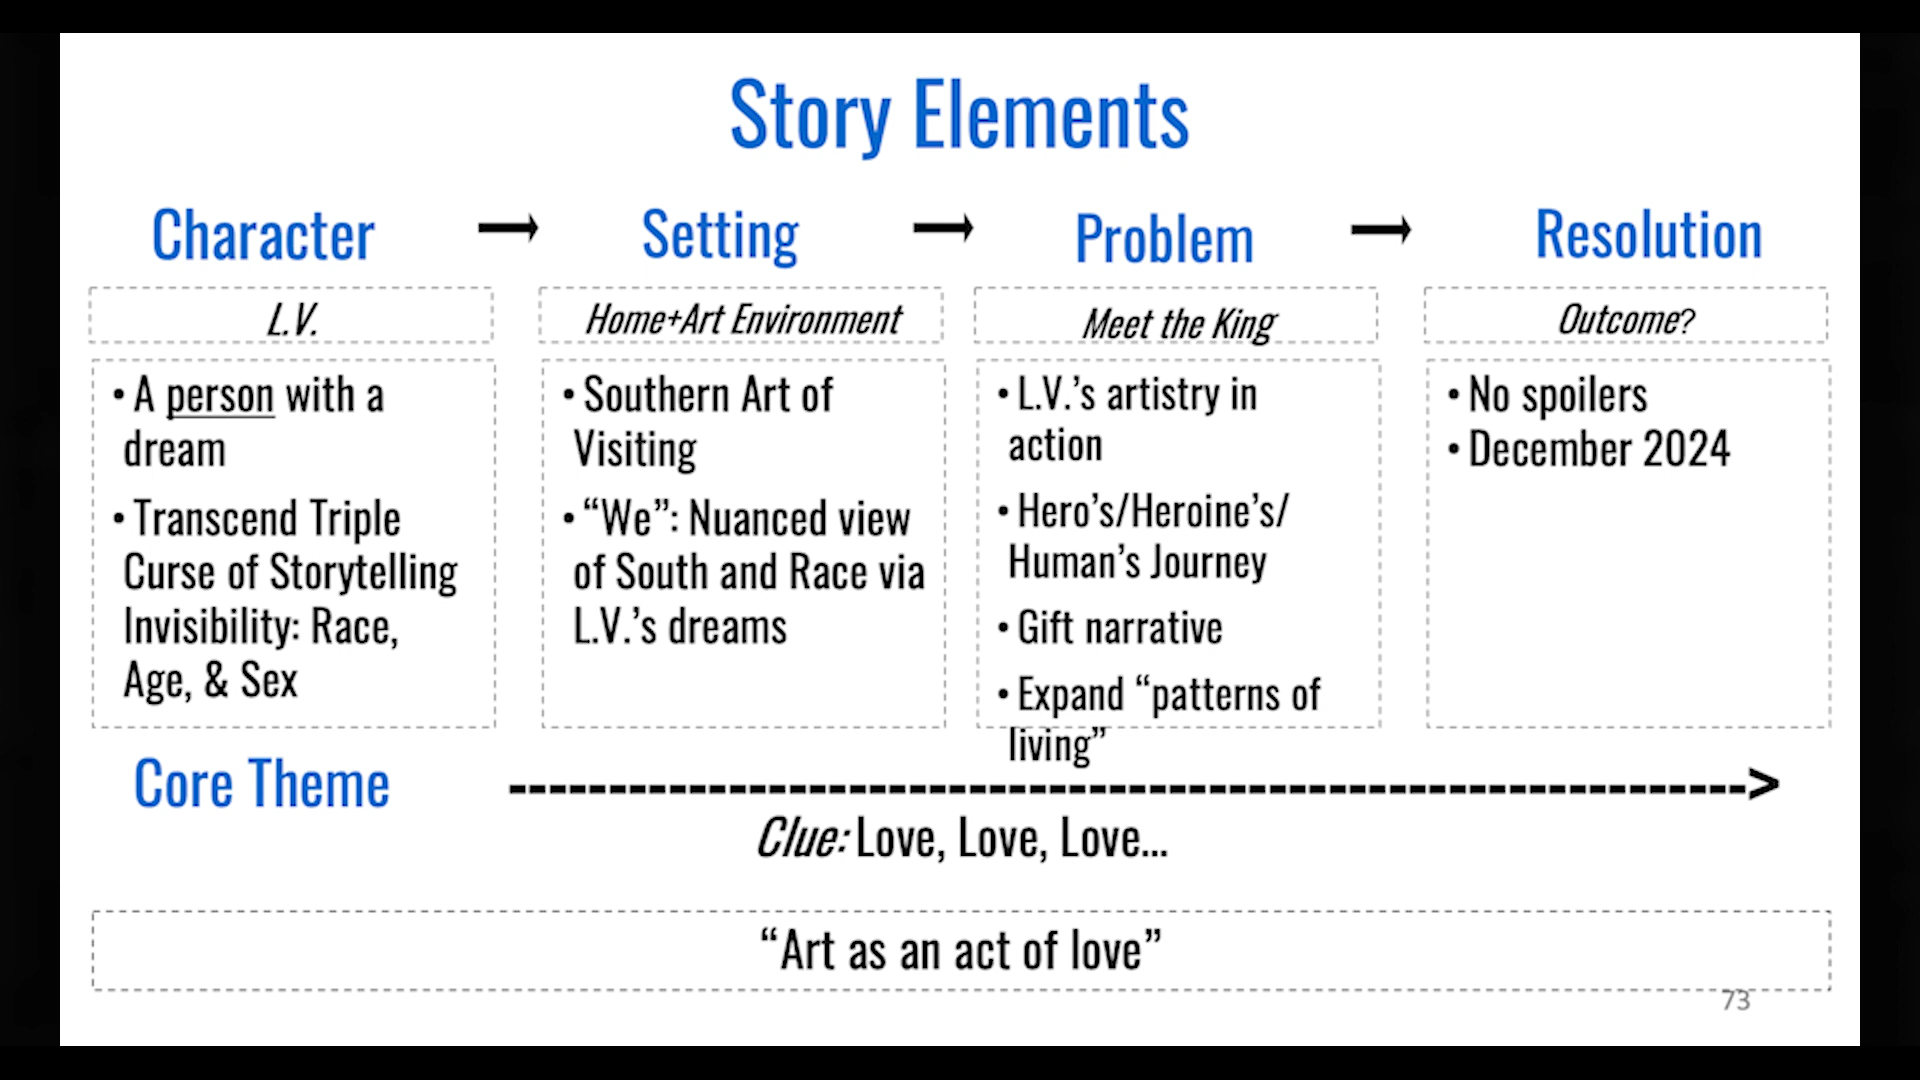 Story Elements
Character → Setting → Problem → Resolution
L.V.
• A person with a
dream
• Transcend Triple
Curse of Storytelling
Invisibility: Race,
Age, & Sex
Home+Art Environment
• Southern Art of
Visiting
• “We”: Nuanced view
of South and Race via
L.V.’s dreams
Meet the King
• L.V.’s artistry in
action
• Hero’s/Heroine’s/
Human’s Journey
• Gift narrative
• Expand “patterns of
living”
Outcome?
• No spoilers
• December 2024
Core Theme
Clue: Love, Love, Love...
“Art as an act of love”
73